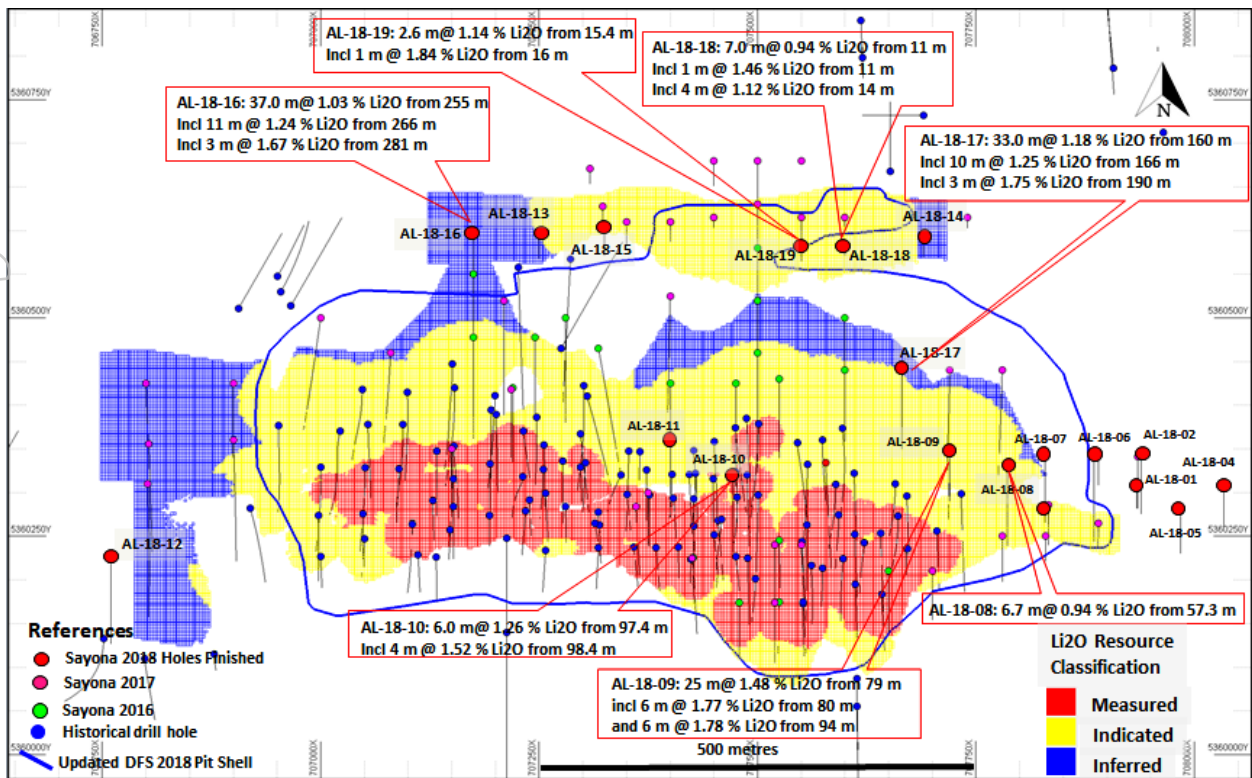 706750X
707000X
707250X
707500X
707750X
708000X
AL-18-19: 2.6 m@ 1.14 % Li2O from 15.4 m
Incl 1 m @ 1.84 % Li2O from 16 m
AL-18-18: 7.0 m@ 0.94 % Li2O from 11 m
Incl 1 m @ 1.46 % Li2O from 11 m
Incl 4 m @ 1.12 % Li2O from 14 m
5360750Y
5360750Y
AL-18-16: 37.0 m@ 1.03 % Li2O from 255 m
Incl 11 m @ 1.24 % Li2O from 266 m
Incl 3 m @ 1.67 % Li2O from 281 m
N
AL-18-17: 33.0 m@ 1.18 % Li2O from 160 m
Incl 10 m @ 1.25 % Li2O from 166 m
Incl 3 m @ 1.75 % Li2O from 190 m
AL-18-13
AL-18-14
AL-18-16
AL-18-15
AL-18-19
AL-18-18
5360500Y
5360500Y
AL-18-17
AL-18-11
AL-18-09
AL-18-07
AL-18-06
AL-18-02
AL-18-10
AL-18-04
AL-18-01
AL-18-08
AL-18-05
5360250Y
5360250Y
AL-18-12
AL-18-08: 6.7 m@ 0.94 % Li2O from 57.3 m
AL-18-10: 6.0 m@ 1.26 % Li2O from 97.4 m
Incl 4 m @ 1.52 % Li2O from 98.4 m
AL-18-09: 25 m@ 1.48 % Li2O from 79 m
incl 6 m @ 1.77 % Li2O from 80 m
and 6 m @ 1.78 % Li2O from 94 m
References
Sayona 2018 Holes Finished
Sayona 2017
Sayona 2016
Historical drill hole
Updated DFS 2018 Pit Shell
Li2O Resource
Classification
Measured
Indicated
Inferred
500 metres
5360000Y
5360000Y
706750X
707000X
707250X
707750X
708000X